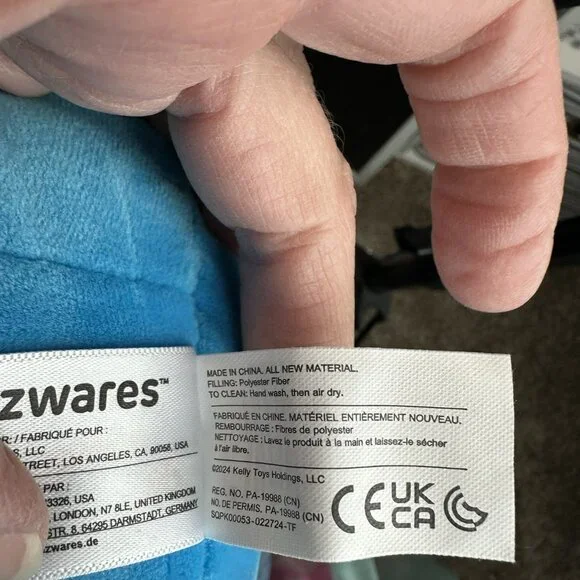 zwares™
R: / FABRIQUÉ POUR :
S, LLC
STREET, LOS ANGELES, CA, 90058, USA
PAR :
33326, USA
LONDON, N7 8LE, UNITED KINGDOM
STR. 8, 64295 DARMSTADT, GERMANY
zwares.de
MADE IN CHINA. ALL NEW MATERIAL.
FILLING: Polyester Fiber
TO CLEAN: Hand wash, then air dry.
FABRIQUÉ EN CHINE. MATÉRIEL ENTIÈREMENT NOUVEAU.
REMBOURRAGE : Fibres de polyester
NETTOYAGE : Lavez le produit à la main et laissez-le sécher
à l'air libre.
©2024 Kelly Toys Holdings, LLC
REG. NO. PA-19988 (CN)
NO. DE PERMIS. PA-19988 (CN)
SQPK00053-022724-TF
CE UK
CA